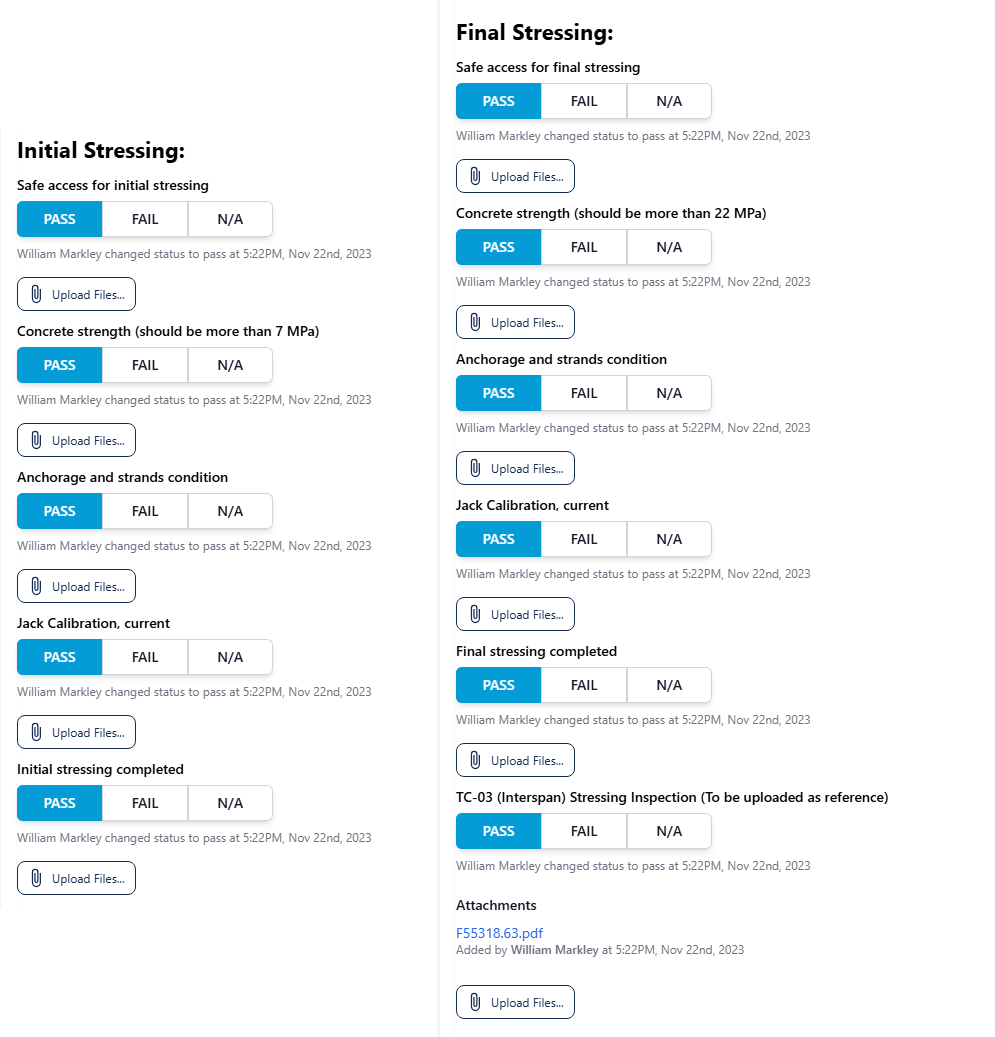 Initial Stressing:
Safe access for initial stressing
PASS FAIL N/A
William Markley changed status to pass at 5:22PM, Nov 22nd, 2023
Upload Files...
Concrete strength (should be more than 7 MPa)
PASS FAIL N/A
William Markley changed status to pass at 5:22PM, Nov 22nd, 2023
Upload Files...
Anchorage and strands condition
PASS FAIL N/A
William Markley changed status to pass at 5:22PM, Nov 22nd, 2023
Upload Files...
Jack Calibration, current
PASS FAIL N/A
William Markley changed status to pass at 5:22PM, Nov 22nd, 2023
Upload Files...
Initial stressing completed
PASS FAIL N/A
William Markley changed status to pass at 5:22PM, Nov 22nd, 2023
Upload Files...
Final Stressing:
Safe access for final stressing
PASS FAIL N/A
William Markley changed status to pass at 5:22PM, Nov 22nd, 2023
Upload Files...
Concrete strength (should be more than 22 MPa)
PASS FAIL N/A
William Markley changed status to pass at 5:22PM, Nov 22nd, 2023
Upload Files...
Anchorage and strands condition
PASS FAIL N/A
William Markley changed status to pass at 5:22PM, Nov 22nd, 2023
Upload Files...
Jack Calibration, current
PASS FAIL N/A
William Markley changed status to pass at 5:22PM, Nov 22nd, 2023
Upload Files...
Final stressing completed
PASS FAIL N/A
William Markley changed status to pass at 5:22PM, Nov 22nd, 2023
Upload Files...
TC-03 (Interspan) Stressing Inspection (To be uploaded as reference)
PASS FAIL N/A
William Markley changed status to pass at 5:22PM, Nov 22nd, 2023
Attachments
F55318.63.pdf
Added by William Markley at 5:22PM, Nov 22nd, 2023
Upload Files...